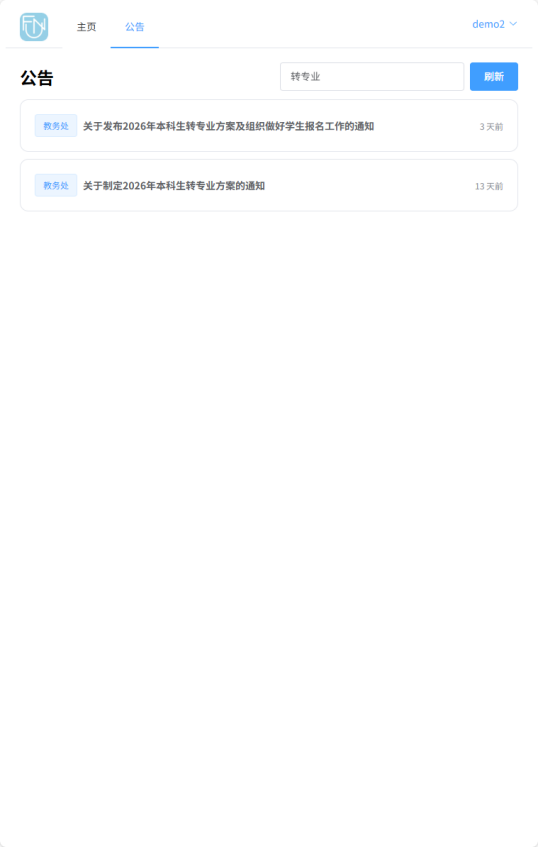 主页
公告
demo2
公告
转专业
刷新
教务处
关于发布2026年本科生转专业方案及组织做好学生报名工作的通知
3 天前
教务处
关于制定2026年本科生转专业方案的通知
13 天前